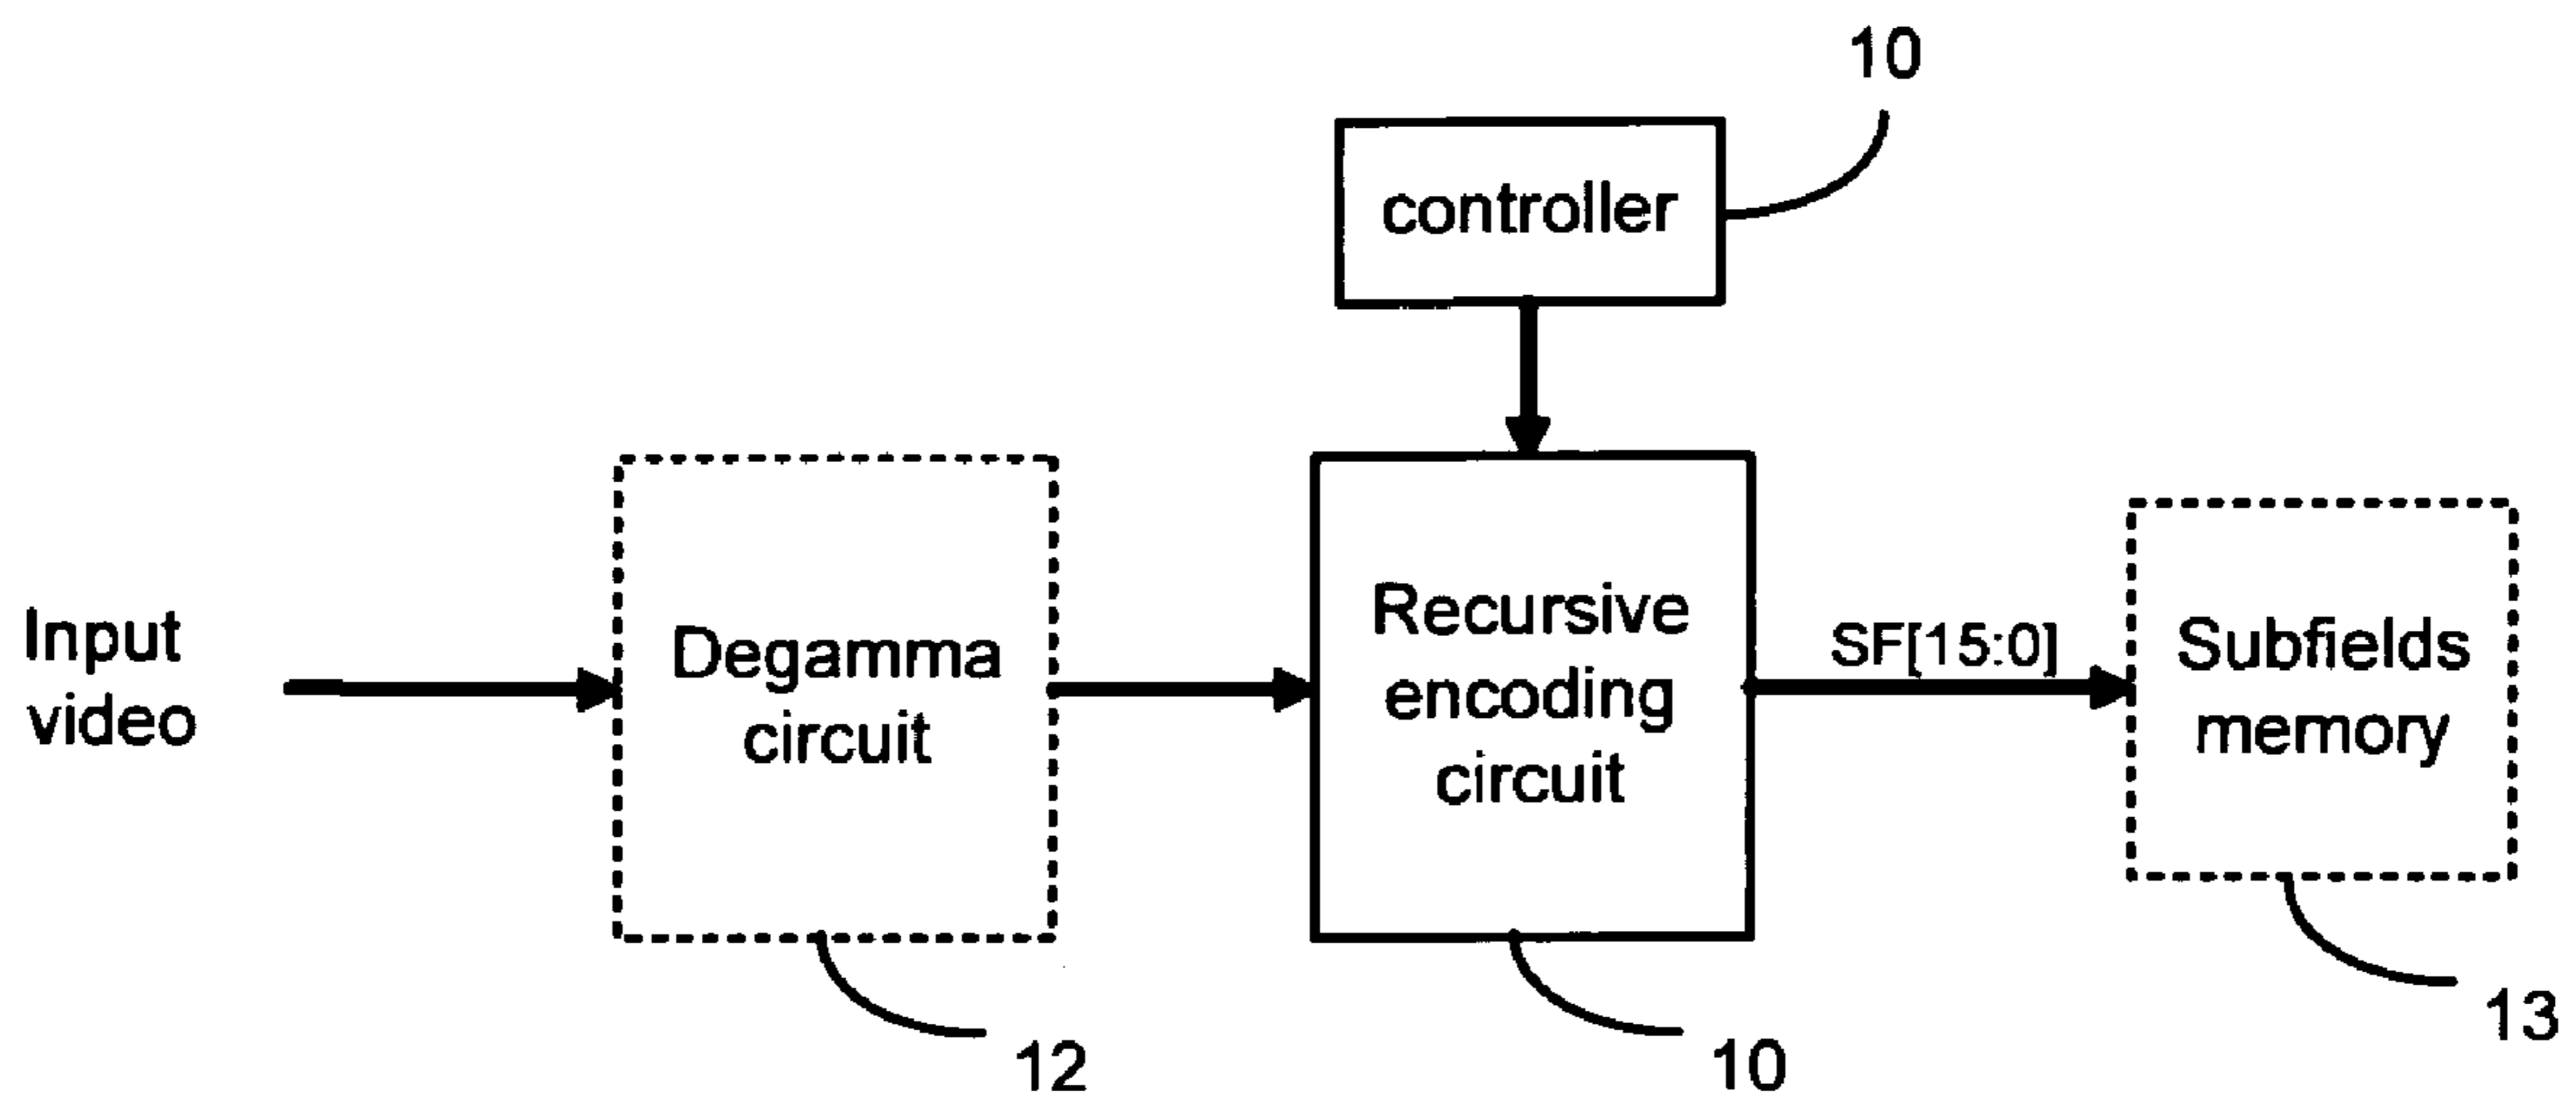 10
controller
Input
video
Degamma
circuit
Recursive
encoding
circuit
SF[15:0]
Subfields
memory
12
10
13